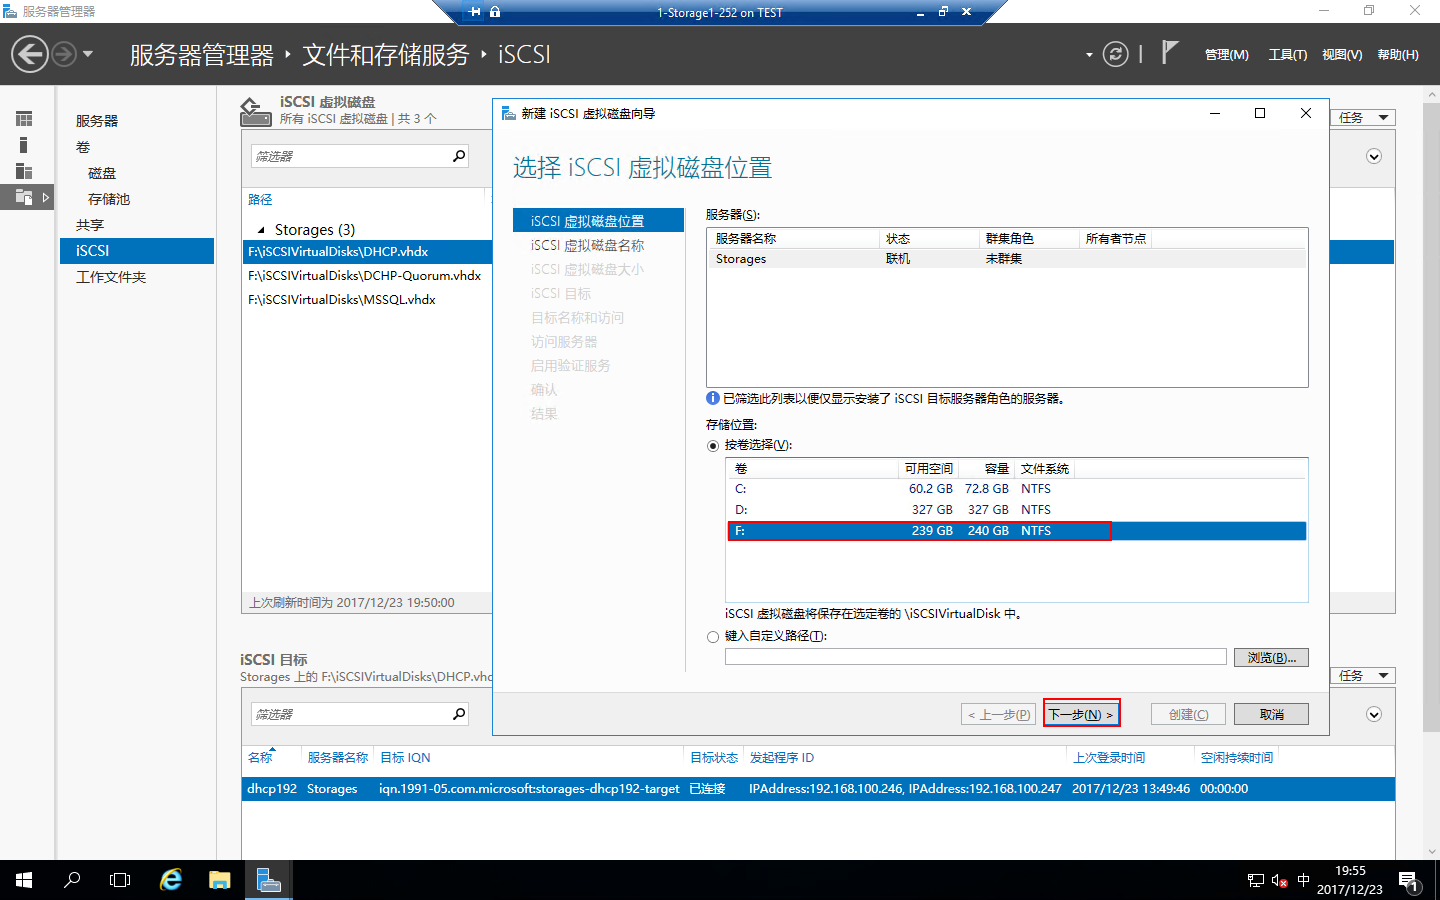 服务器管理器
1-Storage1-252 on TEST
服务器管理器 · 文件和存储服务 · iSCSI
管理(M) 工具(T) 视图(V) 帮助(H)
服务器
卷
磁盘
存储池
共享
iSCSI
工作文件夹
iSCSI 虚拟磁盘
所有 iSCSI 虚拟磁盘 | 共 3 个
任务
筛选器
路径
Storages (3)
F:\iSCSIVirtualDisks\DHCP.vhdx
F:\iSCSIVirtualDisks\DCHP-Quorum.vhdx
F:\iSCSIVirtualDisks\MSSQL.vhdx
上次刷新时间为 2017/12/23 19:50:00
新建 iSCSI 虚拟磁盘向导
选择 iSCSI 虚拟磁盘位置
iSCSI 虚拟磁盘位置
iSCSI 虚拟磁盘名称
iSCSI 虚拟磁盘大小
iSCSI 目标
目标名称和访问
访问服务器
启用验证服务
确认
结果
服务器(S):
服务器名称 状态 群集角色 所有者节点
Storages 联机 未群集
已筛选此列表以便仅显示安装了 iSCSI 目标服务器角色的服务器。
存储位置:
按卷选择(V):
卷 可用空间 容量 文件系统
C: 60.2 GB 72.8 GB NTFS
D: 327 GB 327 GB NTFS
F: 239 GB 240 GB NTFS
iSCSI 虚拟磁盘将保存在选定卷的 \iSCSIVirtualDisk 中。
键入自定义路径(T):
浏览(B)...
< 上一步(P) 下一步(N) > 创建(C) 取消
iSCSI 目标
Storages 上的 F:\iSCSIVirtualDisks\DHCP.vhd
任务
筛选器
名称 服务器名称 目标 IQN 目标状态 发起程序 ID 上次登录时间 空闲持续时间
dhcp192 Storages iqn.1991-05.com.microsoft:storages-dhcp192-target 已连接 IPAddress:192.168.100.246, IPAddress:192.168.100.247 2017/12/23 13:49:46 00:00:00
中
19:55
2017/12/23
1